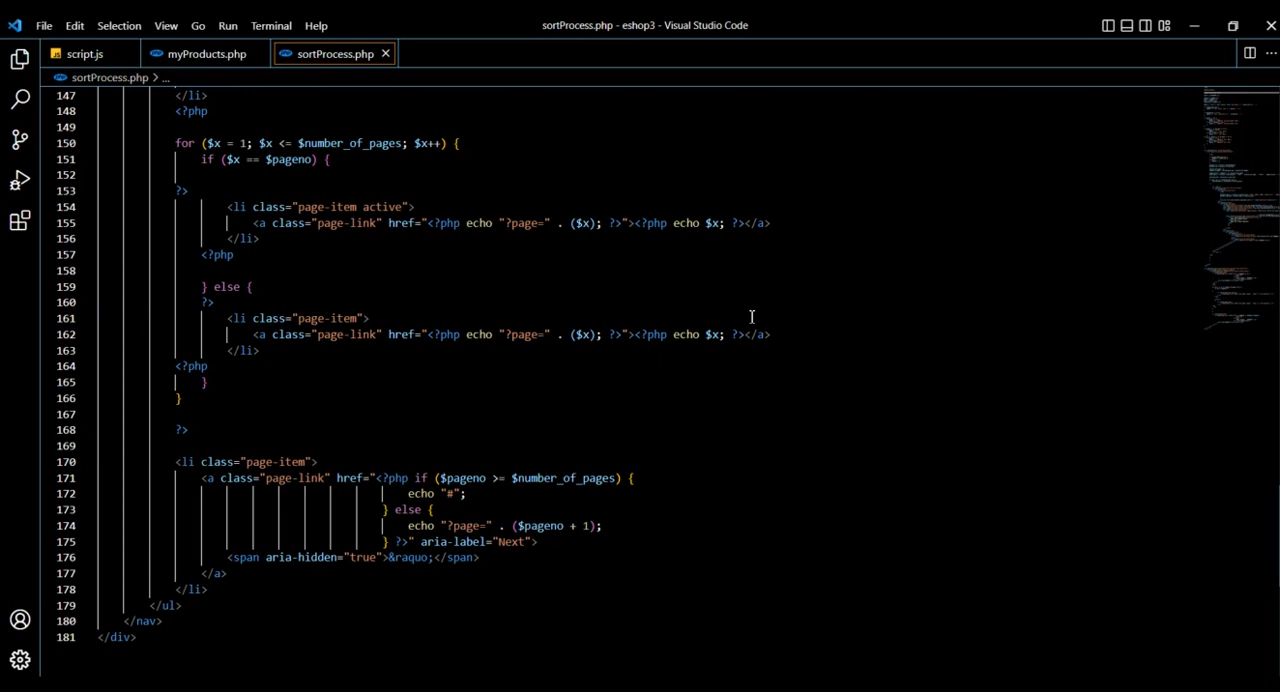 File Edit Selection View Go Run Terminal Help
sortProcess.php - eshop3 - Visual Studio Code
JS script.js
php myProducts.php
php sortProcess.php ×
php sortProcess.php > ...
147 </li>
148 <?php
149
150 for ($x = 1; $x <= $number_of_pages; $x++) {
151 if ($x == $pageno) {
152
153 ?>
154 <li class="page-item active">
155 <a class="page-link" href="<?php echo "?page=" . ($x); ?>"><?php echo $x; ?></a>
156 </li>
157 <?php
158
159 } else {
160 ?>
161 <li class="page-item">
162 <a class="page-link" href="<?php echo "?page=" . ($x); ?>"><?php echo $x; ?></a>
163 </li>
164 <?php
165 }
166 }
167
168 ?>
169
170 <li class="page-item">
171 <a class="page-link" href="<?php if ($pageno >= $number_of_pages) {
172 echo "#";
173 } else {
174 echo "?page=" . ($pageno + 1);
175 } ?>" aria-label="Next">
176 <span aria-hidden="true">&raquo;</span>
177 </a>
178 </li>
179 </ul>
180 </nav>
181 </div>